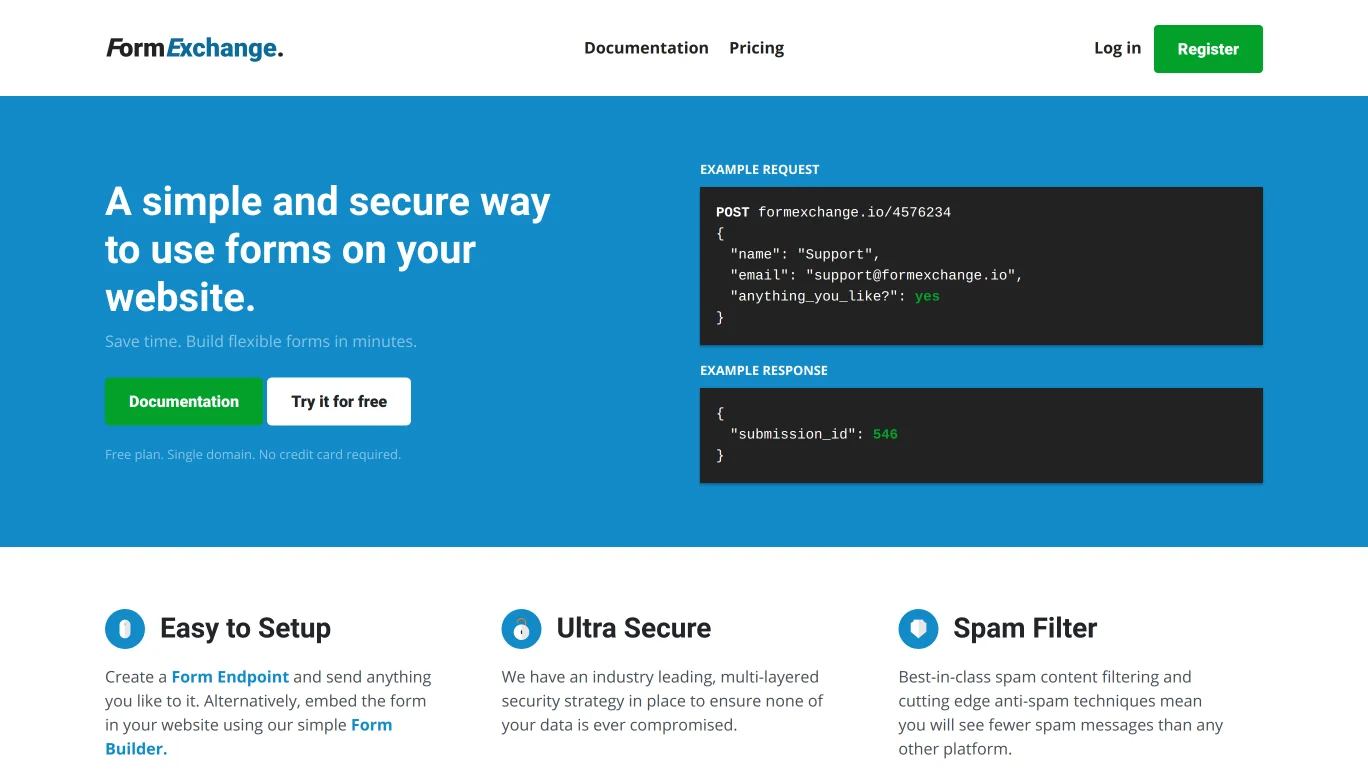 FormExchange.
Documentation Pricing
Log in Register
A simple and secure way
to use forms on your
website.
Save time. Build flexible forms in minutes.
Documentation Try it for free
Free plan. Single domain. No credit card required.
EXAMPLE REQUEST
POST formexchange.io/4576234
{
"name": "Support",
"email": "support@formexchange.io",
"anything_you_like?": yes
}
EXAMPLE RESPONSE
{
"submission_id": 546
}
Easy to Setup
Create a Form Endpoint and send anything
you like to it. Alternatively, embed the form
in your website using our simple Form
Builder.
Ultra Secure
We have an industry leading, multi-layered
security strategy in place to ensure none of
your data is ever compromised.
Spam Filter
Best-in-class spam content filtering and
cutting edge anti-spam techniques mean
you will see fewer spam messages than any
other platform.